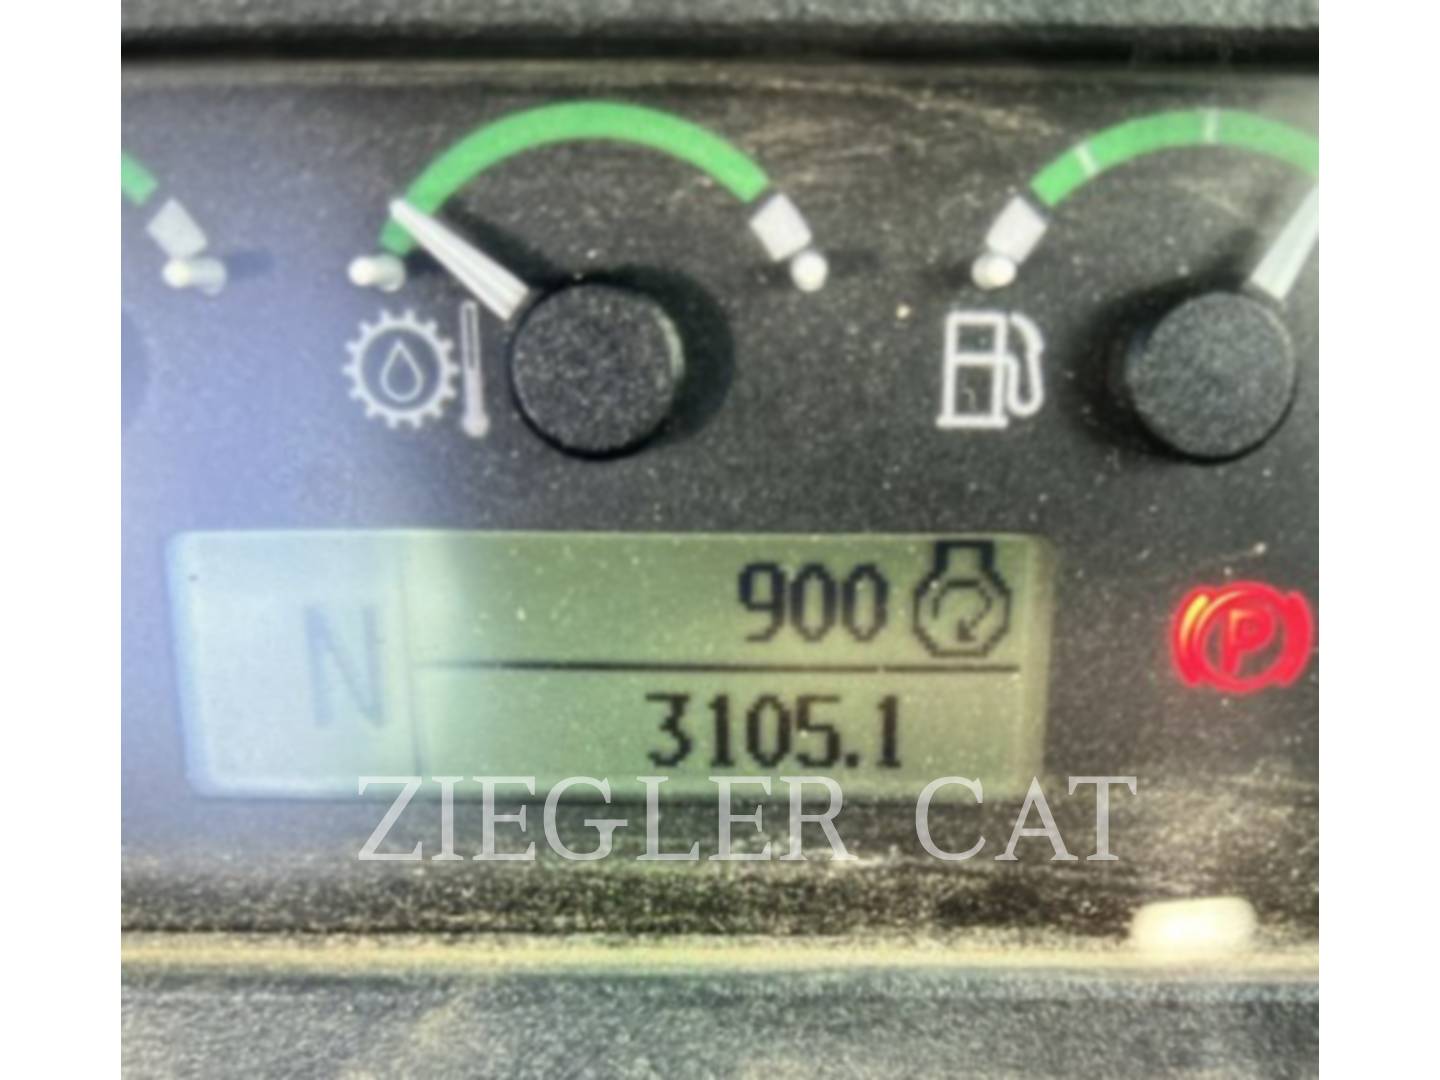 N
900
3105.1
P
ZIEGLER CAT